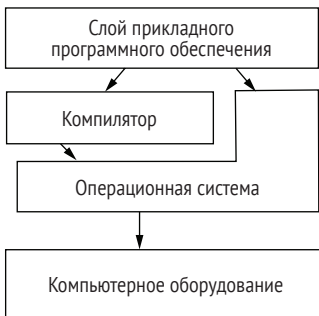 Слой прикладного
программного обеспечения
Компилятор
Операционная система
Компьютерное оборудование